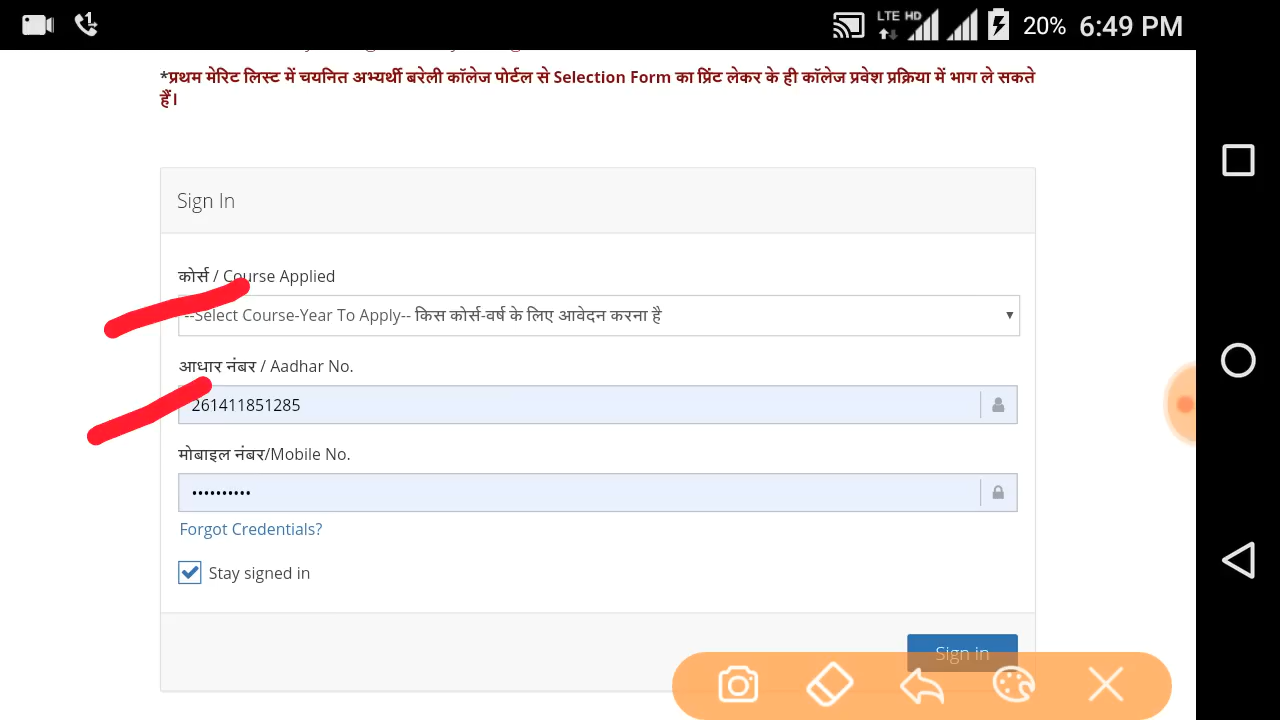 LTE HD 20% 6:49 PM
*प्रथम मेरिट लिस्ट में चयनित अभ्यर्थी बरेली कॉलेज पोर्टल से Selection Form का प्रिंट लेकर के ही कॉलेज प्रवेश प्रक्रिया में भाग ले सकते
हैं।
Sign In
कोर्स / Course Applied
--Select Course-Year To Apply-- किस कोर्स-वर्ष के लिए आवेदन करना है
आधार नंबर / Aadhar No.
261411851285
मोबाइल नंबर/Mobile No.
••••••••••
Forgot Credentials?
Stay signed in
Sign in